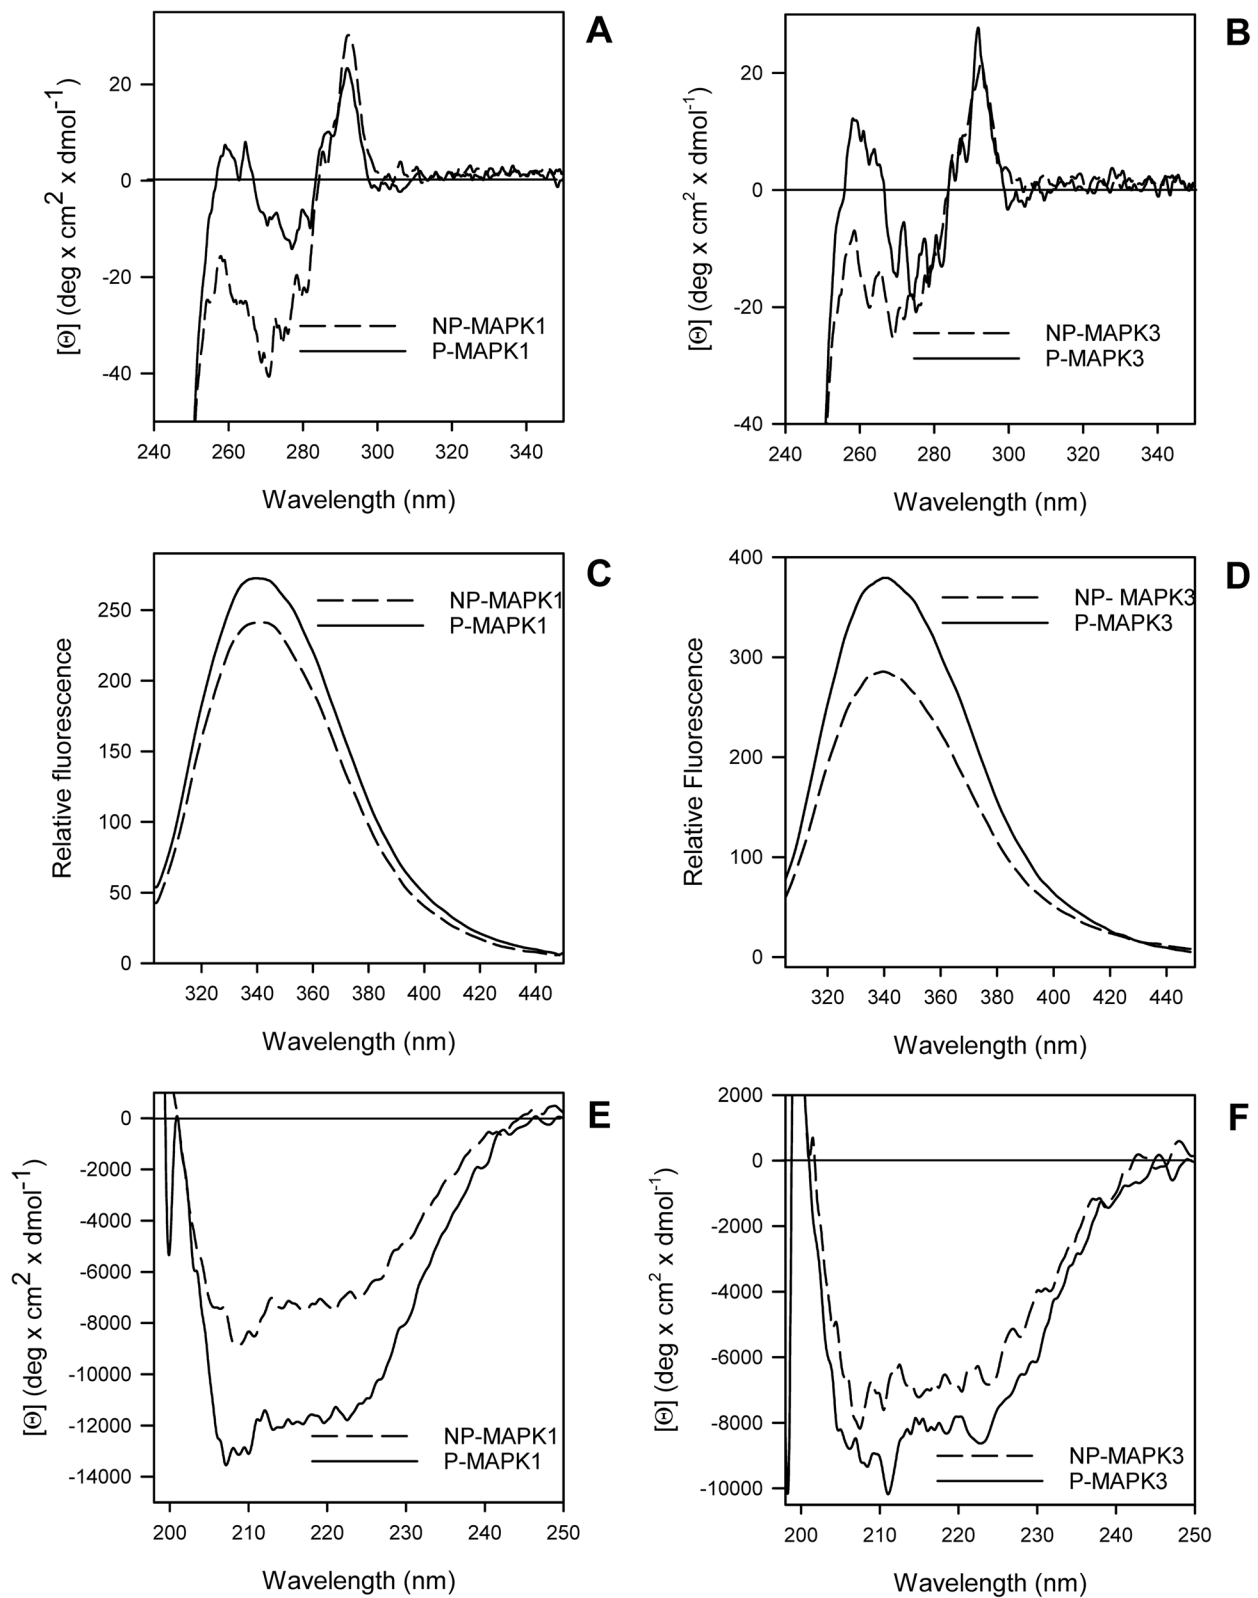 A
[Θ] (deg x cm2 x dmol-1)
20
0
-20
-40
NP-MAPK1
P-MAPK1
240 260 280 300 320 340
Wavelength (nm)
B
[Θ] (deg x cm2 x dmol-1)
20
0
-20
-40
NP-MAPK3
P-MAPK3
240 260 280 300 320 340
Wavelength (nm)
C
Relative fluorescence
250
200
150
100
50
0
NP-MAPK1
P-MAPK1
320 340 360 380 400 420 440
Wavelength (nm)
D
Relative Fluorescence
400
300
200
100
0
NP- MAPK3
P-MAPK3
320 340 360 380 400 420 440
Wavelength (nm)
E
[Θ] (deg x cm2 x dmol-1)
0
-2000
-4000
-6000
-8000
-10000
-12000
-14000
NP-MAPK1
P-MAPK1
200 210 220 230 240 250
Wavelength (nm)
F
[Θ] (deg x cm2 x dmol-1)
2000
0
-2000
-4000
-6000
-8000
-10000
NP-MAPK3
P-MAPK3
200 210 220 230 240 250
Wavelength (nm)